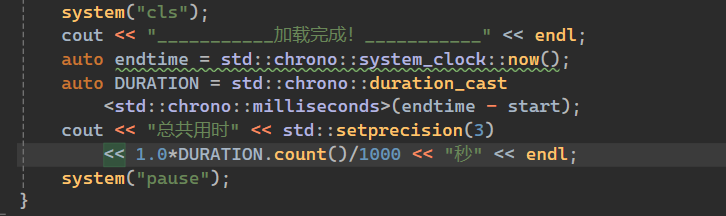 system("cls");
cout << "___________加载完成！___________" << endl;
auto endtime = std::chrono::system_clock::now();
auto DURATION = std::chrono::duration_cast
<std::chrono::milliseconds>(endtime - start);
cout << "总共用时" << std::setprecision(3)
<< 1.0*DURATION.count()/1000 << "秒" << endl;
system("pause");
}